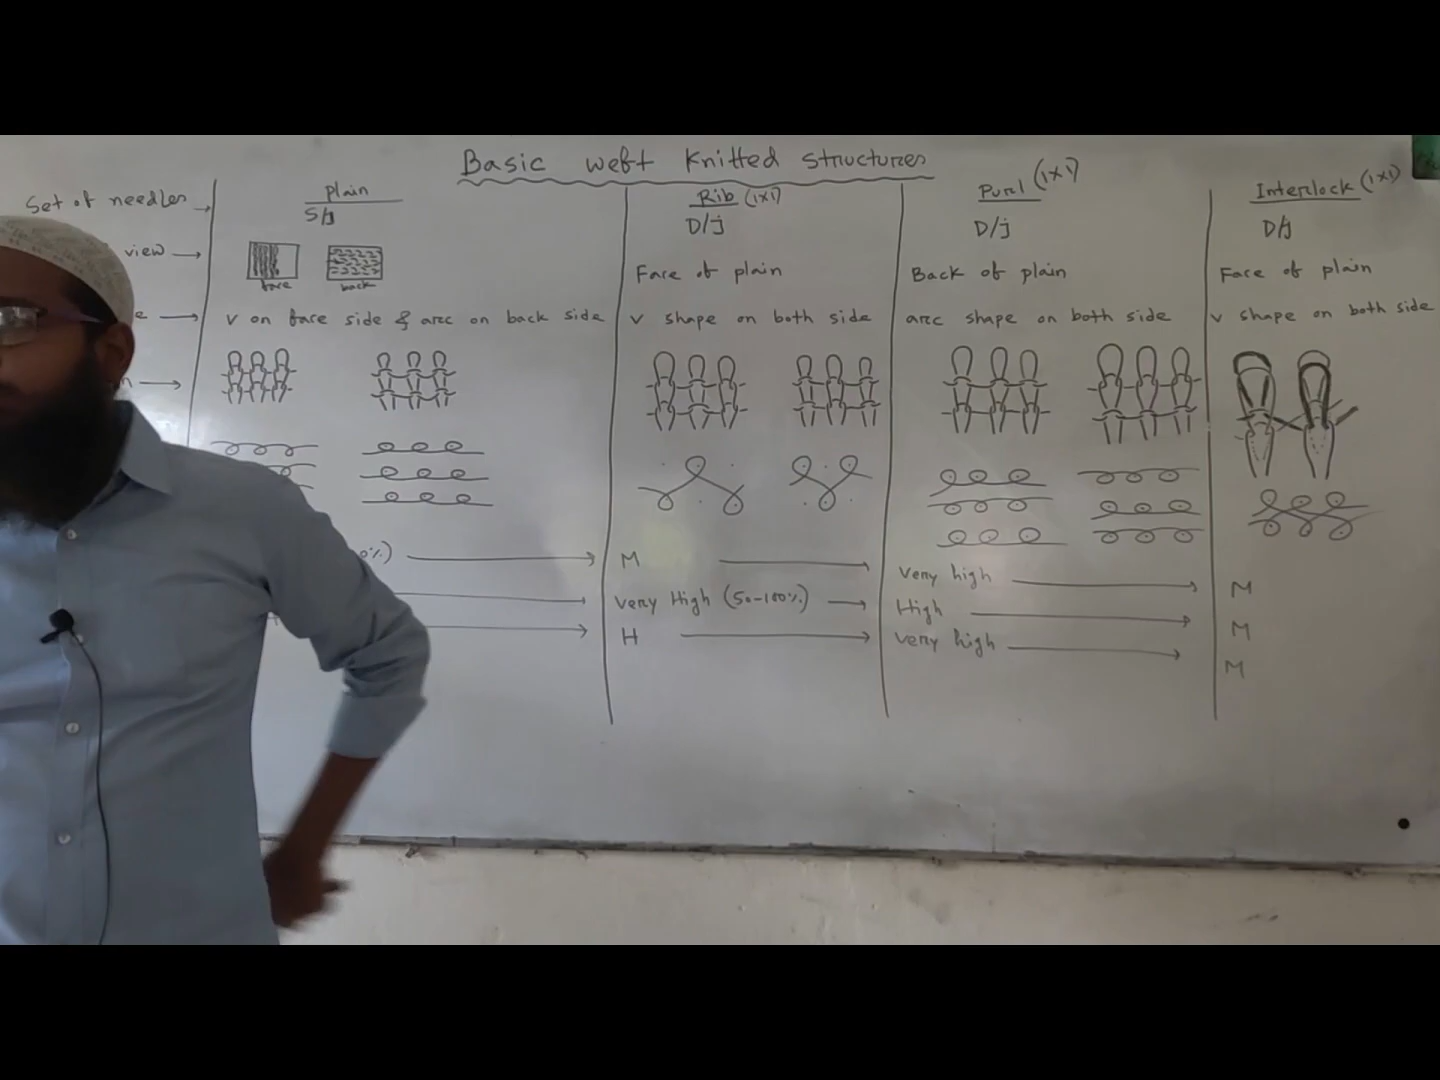 Basic weft Knitted structures
Set of needles
plain
Rib (1x1)
Purl (1x1)
Interlock (1x1)
S/J
D/j
D/j
D/j
view
face
back
Face of plain
Back of plain
Face of plain
e
V on face side & arc on back side
V shape on both side
arc shape on both side
V shape on both side
n
0%)
M
very high
M
very High (50-100%)
High
M
H
very high
M